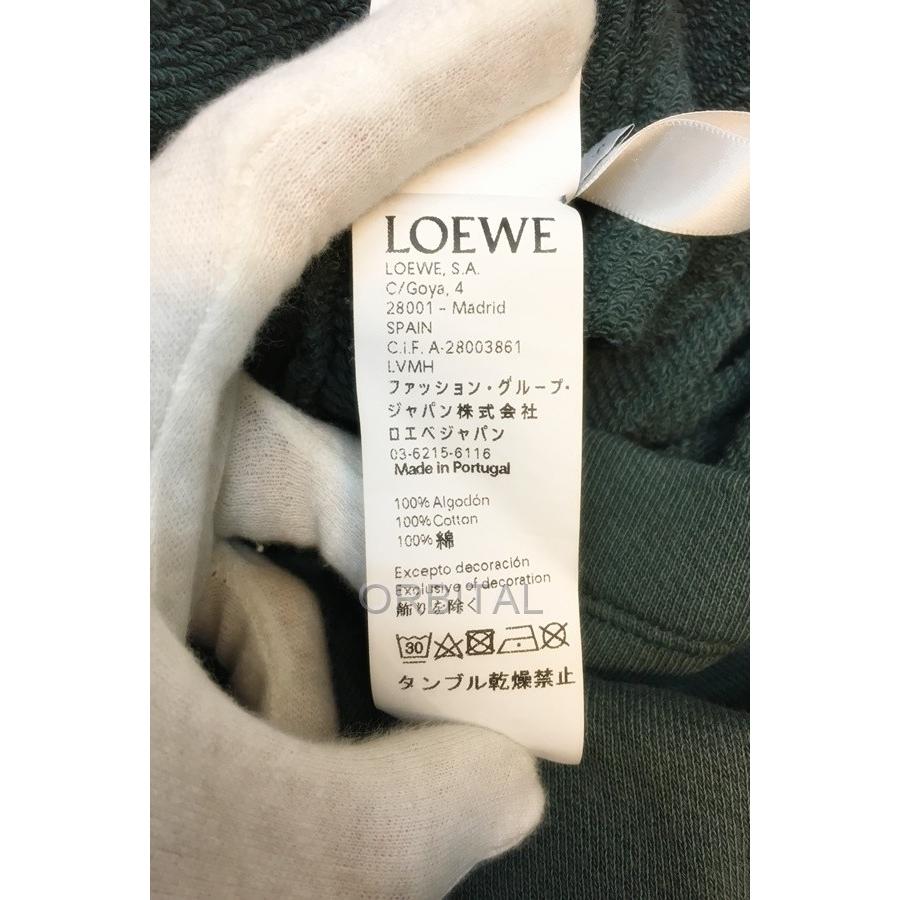 LOEWE
LOEWE, S.A.
C/Goya, 4
28001 - Madrid
SPAIN
C.i.F. A-28003861
LVMH
ファッション・グループ・
ジャパン株式会社
ロエベジャパン
03-6215-6116
Made in Portugal
100% Algodón
100% Cotton
100% 綿
Excepto decoración
Exclusive of decoration
ORBITAL
飾りを除く
30
タンブル乾燥禁止